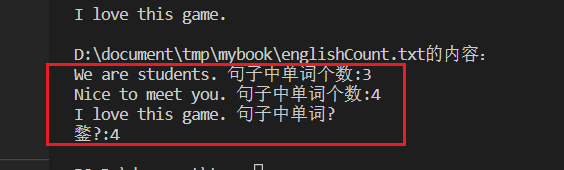 I love this game.
D:\document\tmp\mybook\englishCount.txt的内容:
We are students. 句子中单词个数:3
Nice to meet you. 句子中单词个数:4
I love this game. 句子中单词?
鐜?:4